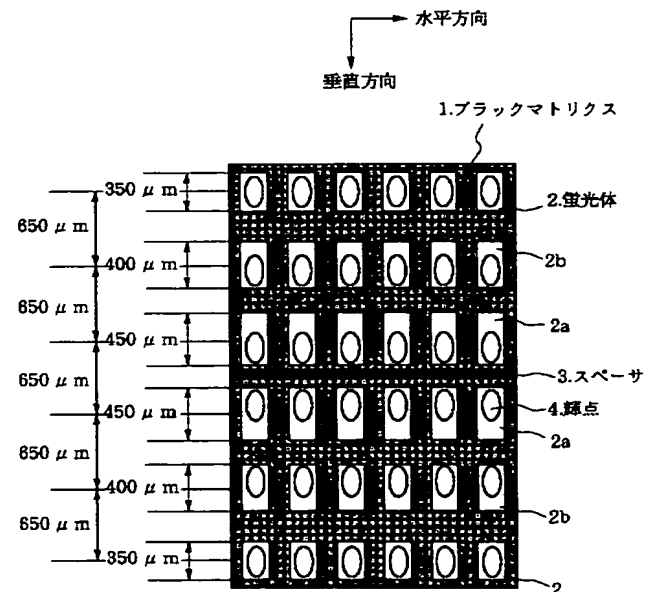 水平方向
垂直方向
1.ブラックマトリクス
350 μm
2.蛍光体
650 μm
400 μm
2b
650 μm
2a
450 μm
3.スペーサ
650 μm
450 μm
4.輝点
2a
650 μm
400 μm
2b
650 μm
350 μm
2